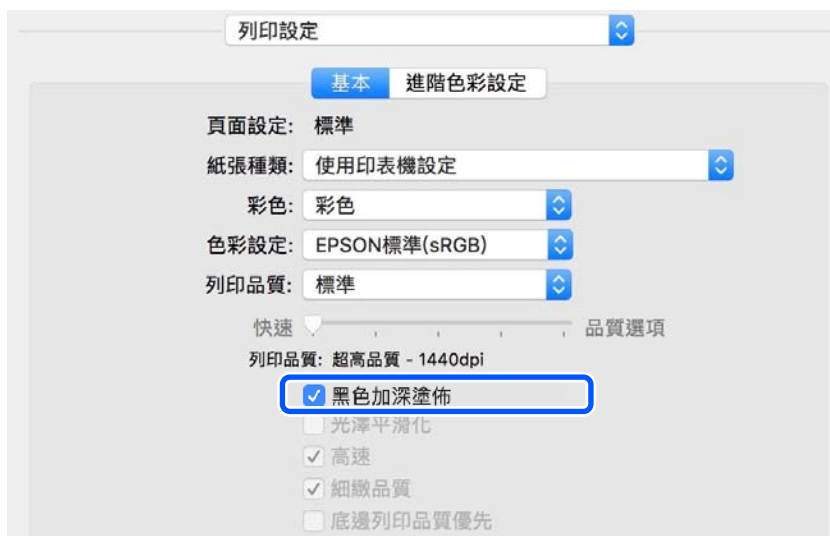 列印設定
基本 進階色彩設定
頁面設定: 標準
紙張種類: 使用印表機設定
彩色: 彩色
色彩設定: EPSON標準(sRGB)
列印品質: 標準
快速 品質選項
列印品質: 超高品質 - 1440dpi
黑色加深塗佈
光澤平滑化
高速
細緻品質
底邊列印品質優先